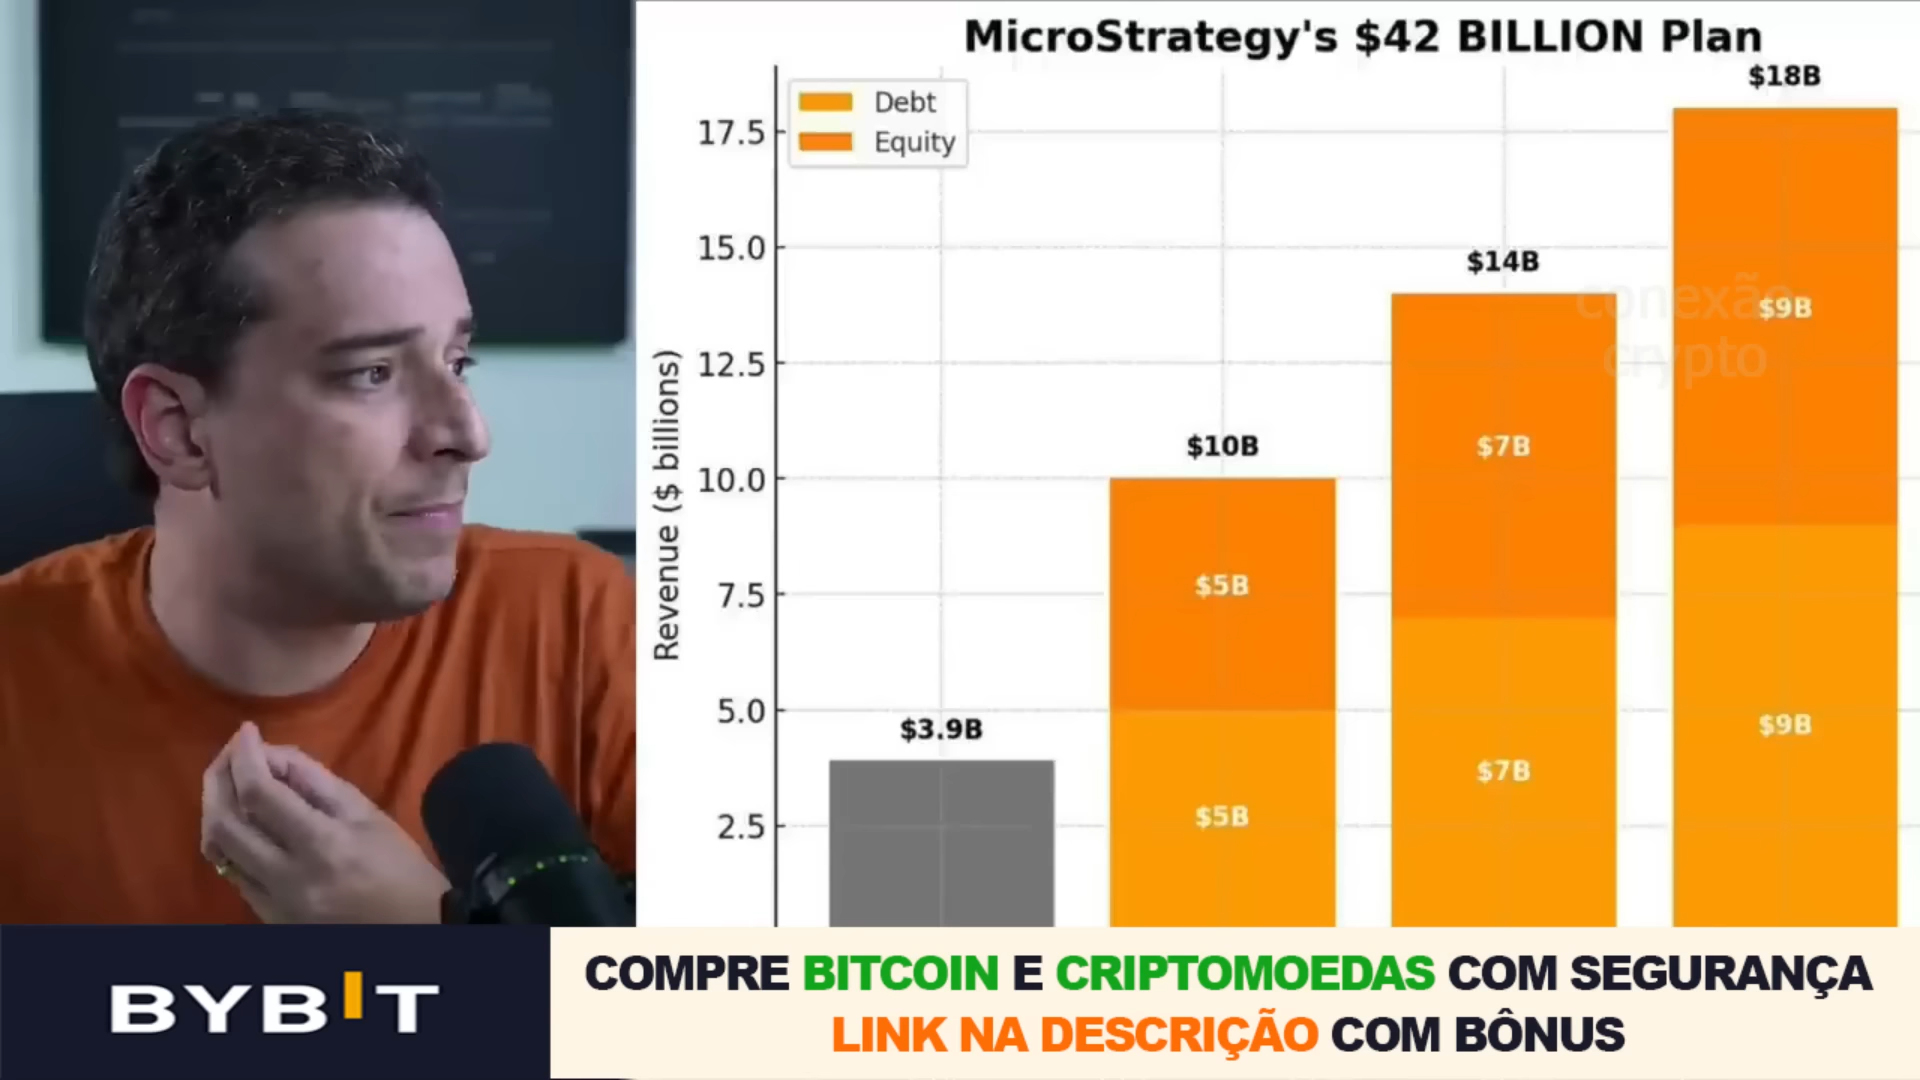 MicroStrategy's $42 BILLION Plan
Debt
Equity
Revenue ($ billions)
17.5
15.0
12.5
10.0
7.5
5.0
2.5
$3.9B
$10B
$5B
$5B
$14B
$7B
$7B
$18B
$9B
$9B
conexão
crypto
BYBIT
COMPRE BITCOIN E CRIPTOMOEDAS COM SEGURANÇA
LINK NA DESCRIÇÃO COM BÔNUS